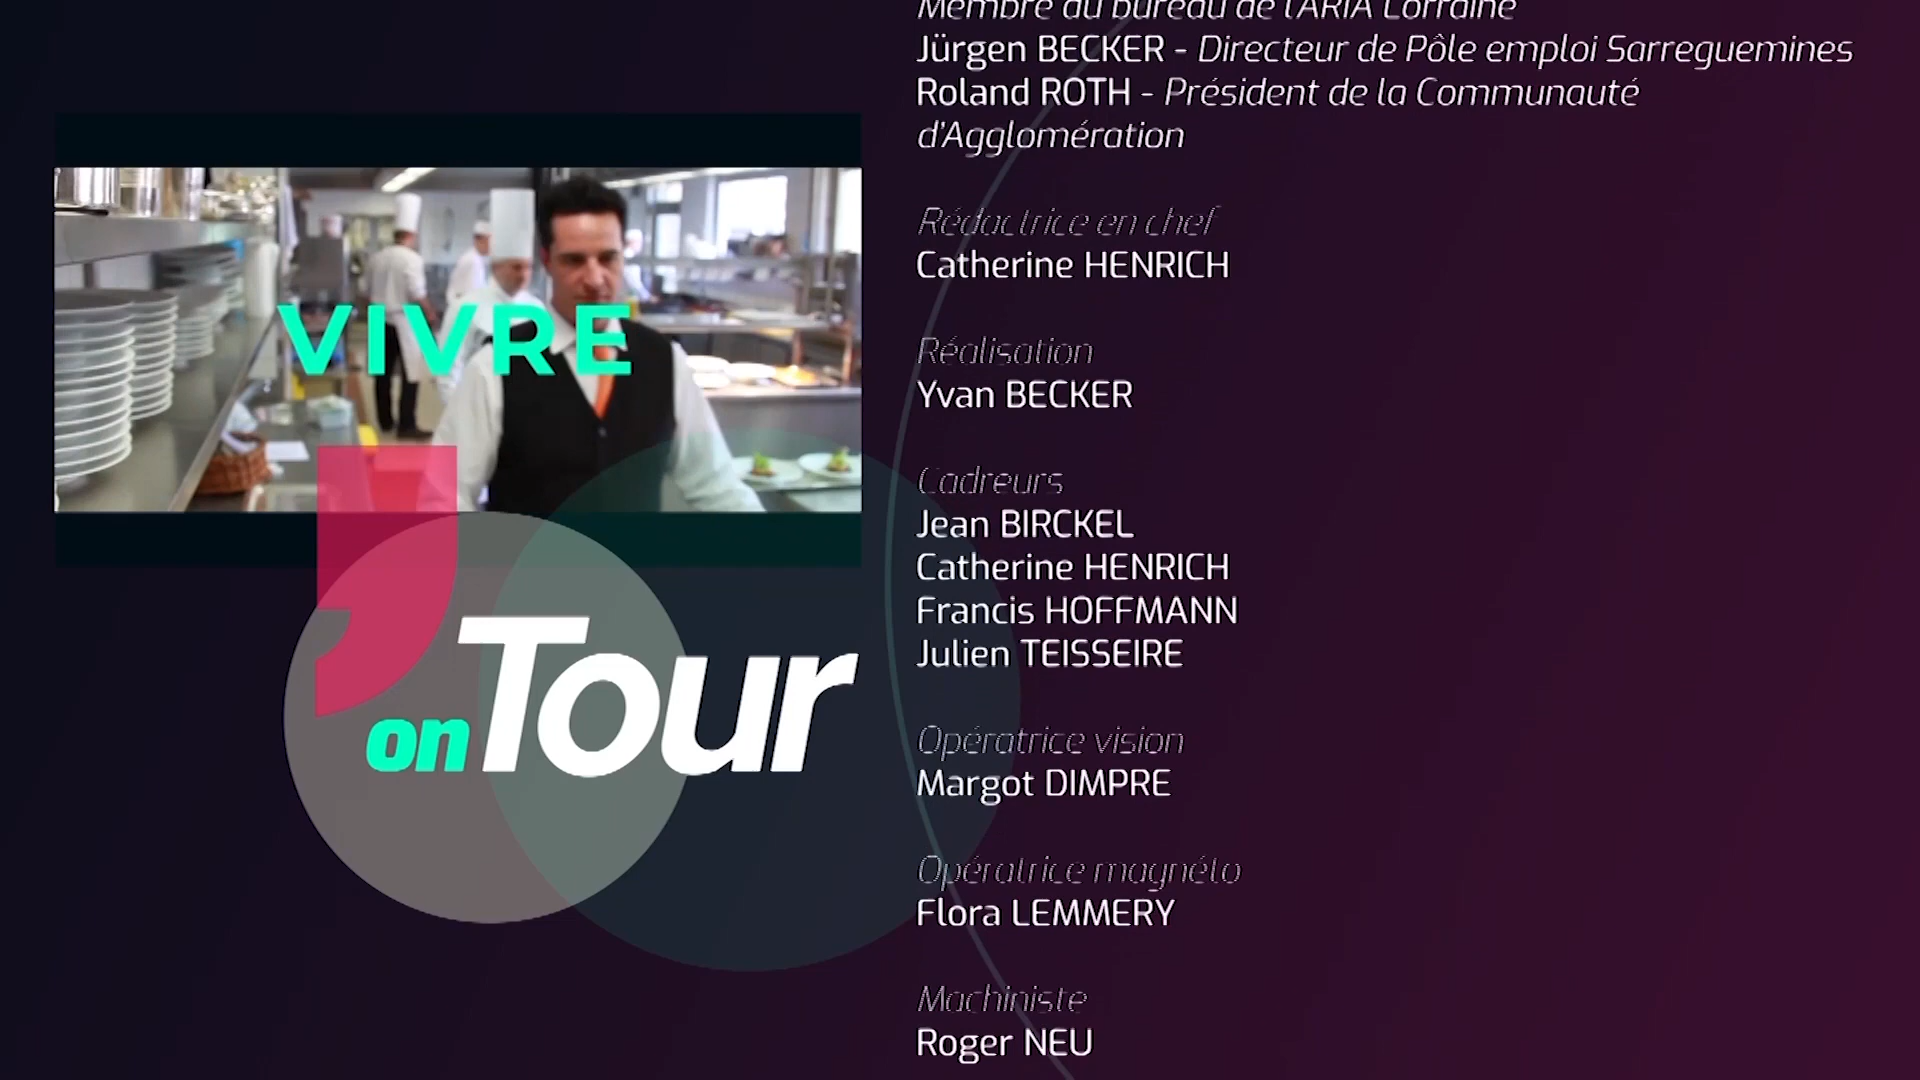 Membre du bureau de l'ARIA Lorraine
Jürgen BECKER - Directeur de Pôle emploi Sarreguemines
Roland ROTH - Président de la Communauté
d'Agglomération
Rédactrice en chef
Catherine HENRICH
Réalisation
Yvan BECKER
Cadreurs
Jean BIRCKEL
Catherine HENRICH
Francis HOFFMANN
Julien TEISSEIRE
Opératrice vision
Margot DIMPRE
Opératrice magnéto
Flora LEMMERY
Machiniste
Roger NEU
VIVRE
on Tour